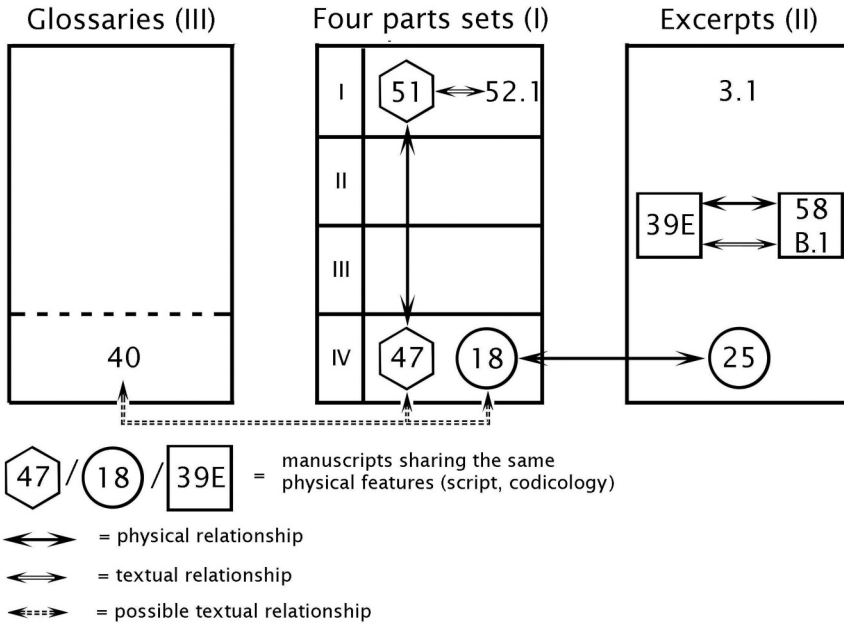 Glossaries (III)
Four parts sets (I)
Excerpts (II)
I
51
52.1
3.1
II
39E
58
B.1
III
40
IV
47
18
25
47 / 18 / 39E = manuscripts sharing the same
physical features (script, codicology)
= physical relationship
= textual relationship
= possible textual relationship